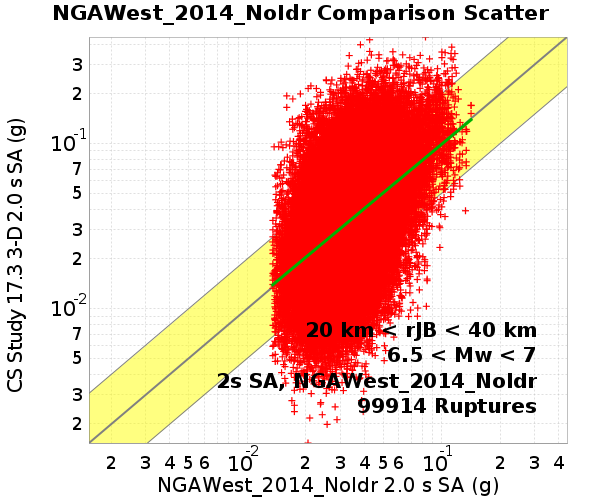 NGAWest_2014_NoIdr Comparison Scatter
CS Study 17.3 3-D 2.0 s SA (g)
3
2
10⁻¹
7
5
3
2
10⁻²
7
5
3
2
20 km < rJB < 40 km
6.5 < Mw < 7
2s SA, NGAWest_2014_NoIdr
99914 Ruptures
2 3 4 5 6 10⁻² 2 3 4 5 6 10⁻¹ 2 3 4
NGAWest_2014_NoIdr 2.0 s SA (g)